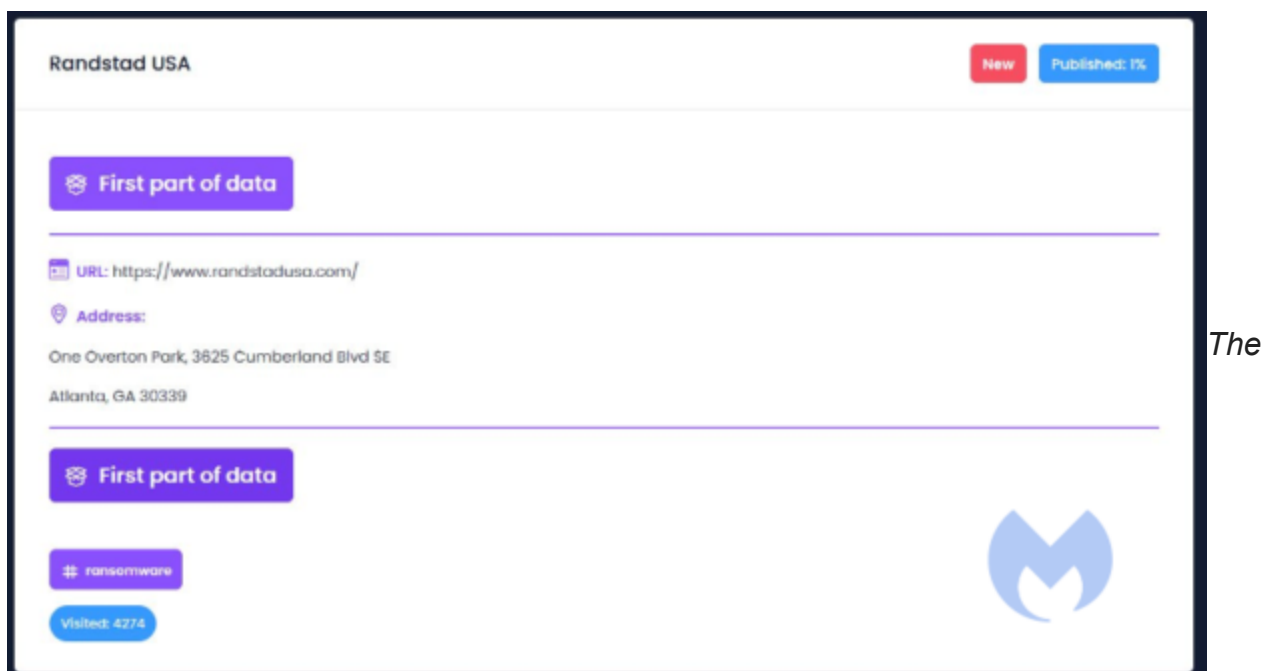 Randstad USA
New
Published: 1%
First part of data
URL: https://www.randstadusa.com/
Address:
One Overton Park, 3625 Cumberland Blvd SE
Atlanta, GA 30339
The
First part of data
# ransomware
Visited: 4274